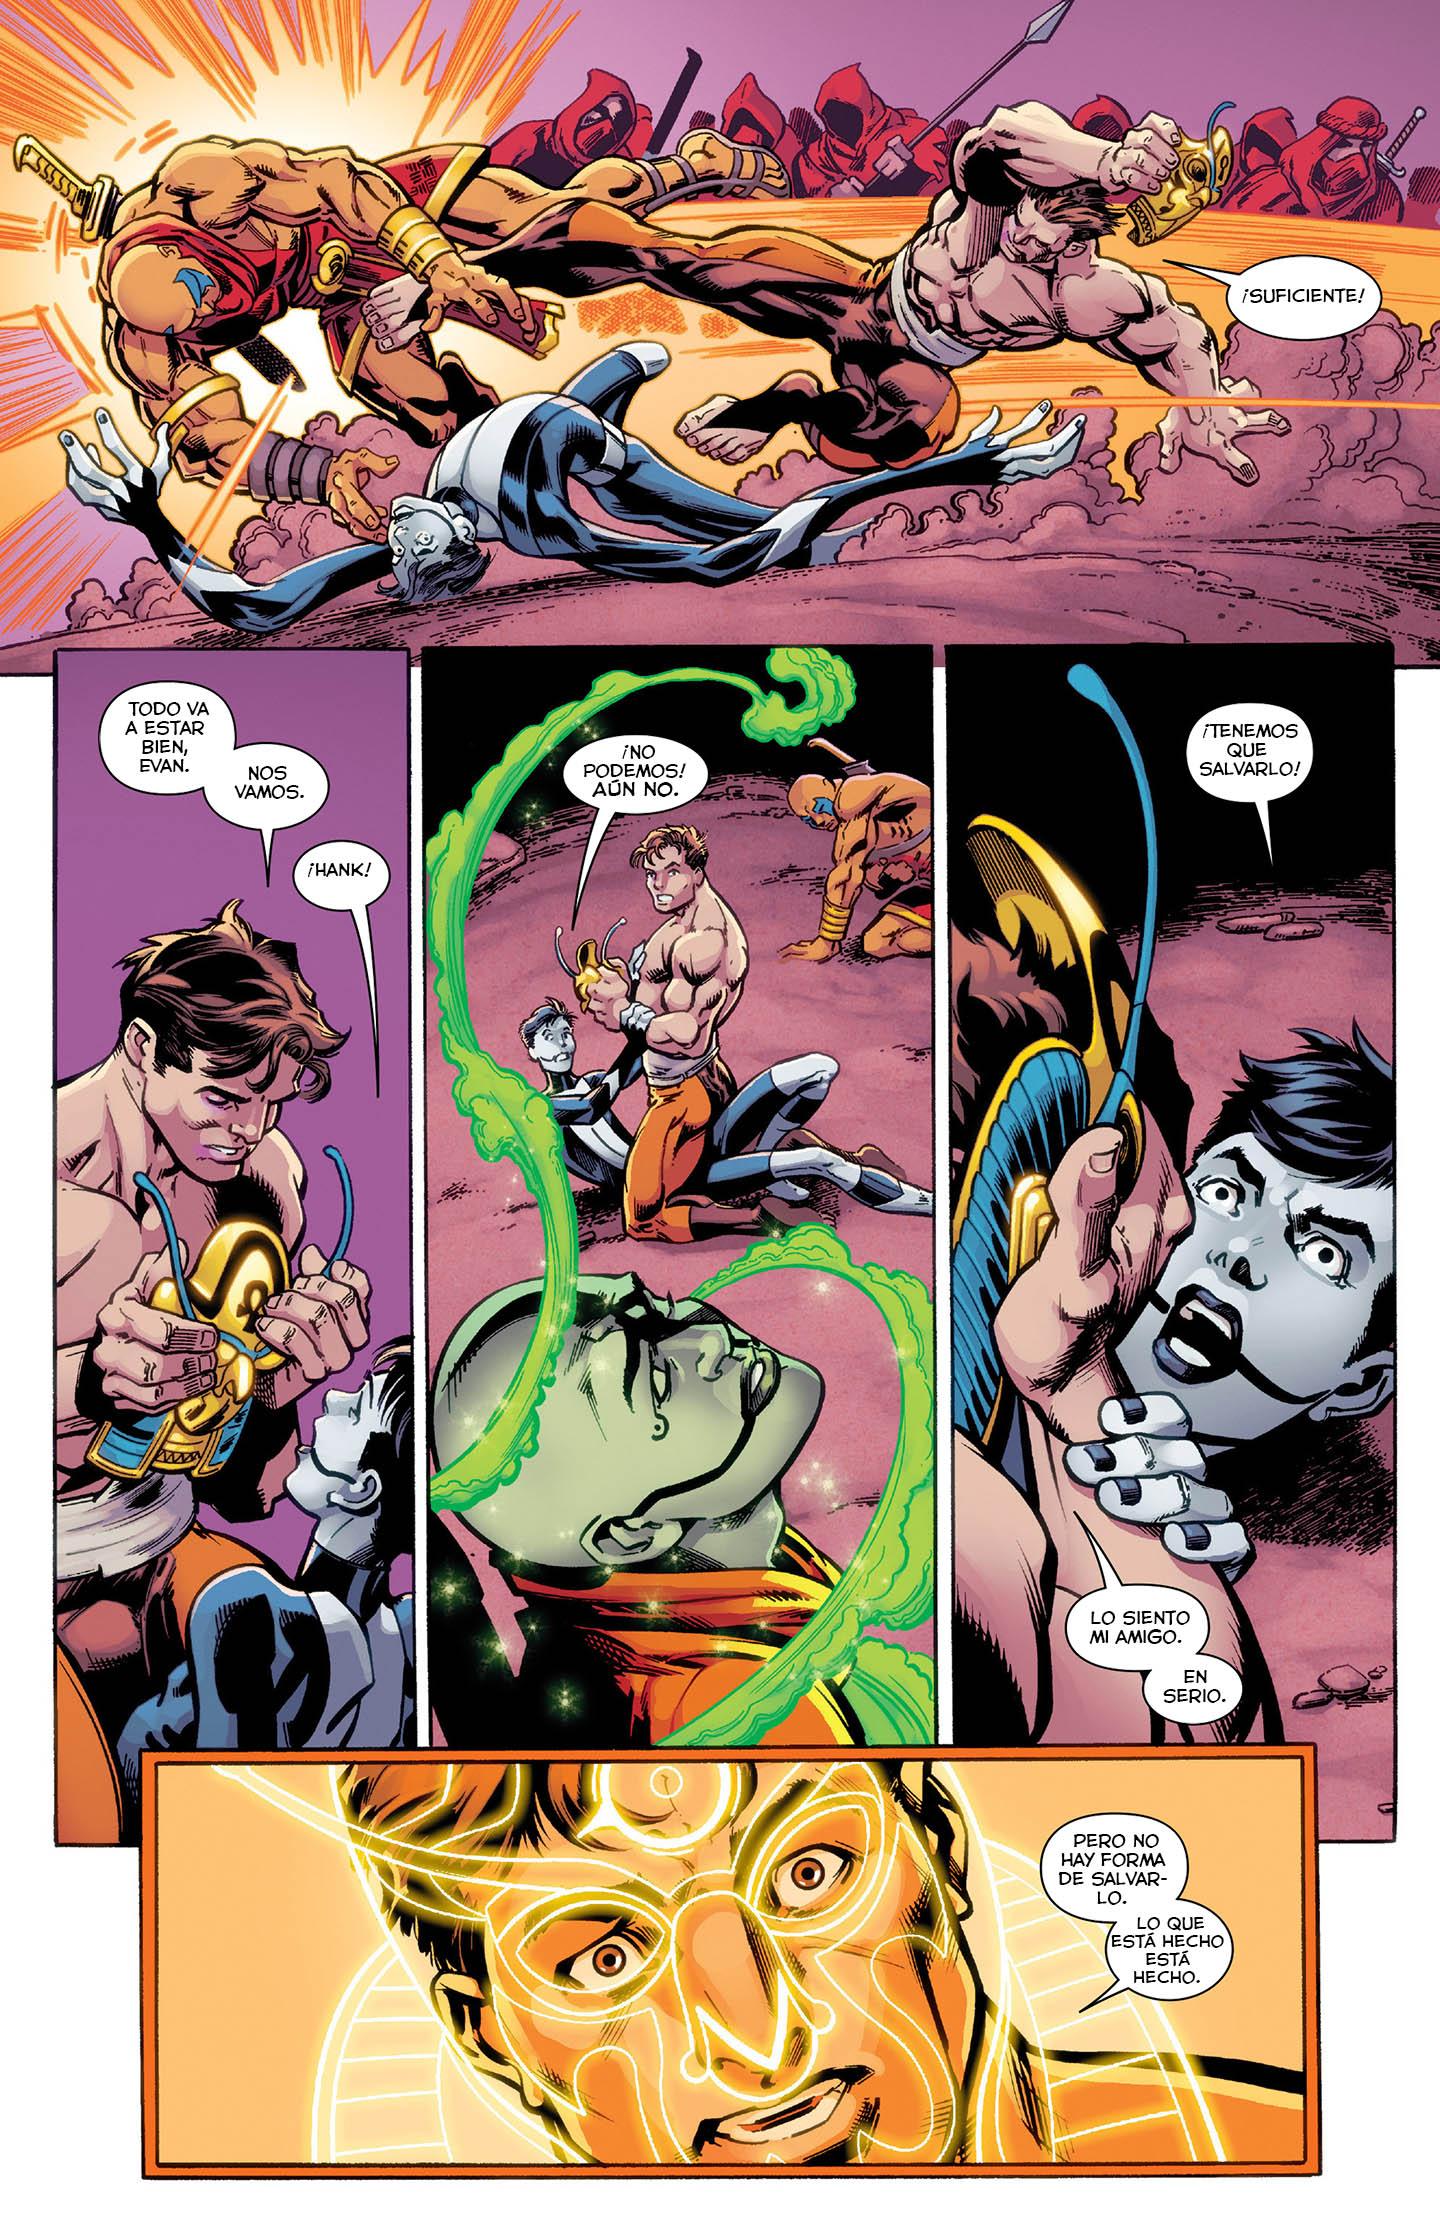 ¡SUFICIENTE!
TODO VA
A ESTAR
BIEN,
EVAN.
NOS
VAMOS.
¡HANK!
¡NO
PODEMOS!
AÚN NO.
¡TENEMOS
QUE
SALVARLO!
LO SIENTO
MI AMIGO.
EN
SERIO.
PERO NO
HAY FORMA
DE SALVAR-
LO.
LO QUE
ESTÁ HECHO
ESTÁ
HECHO.